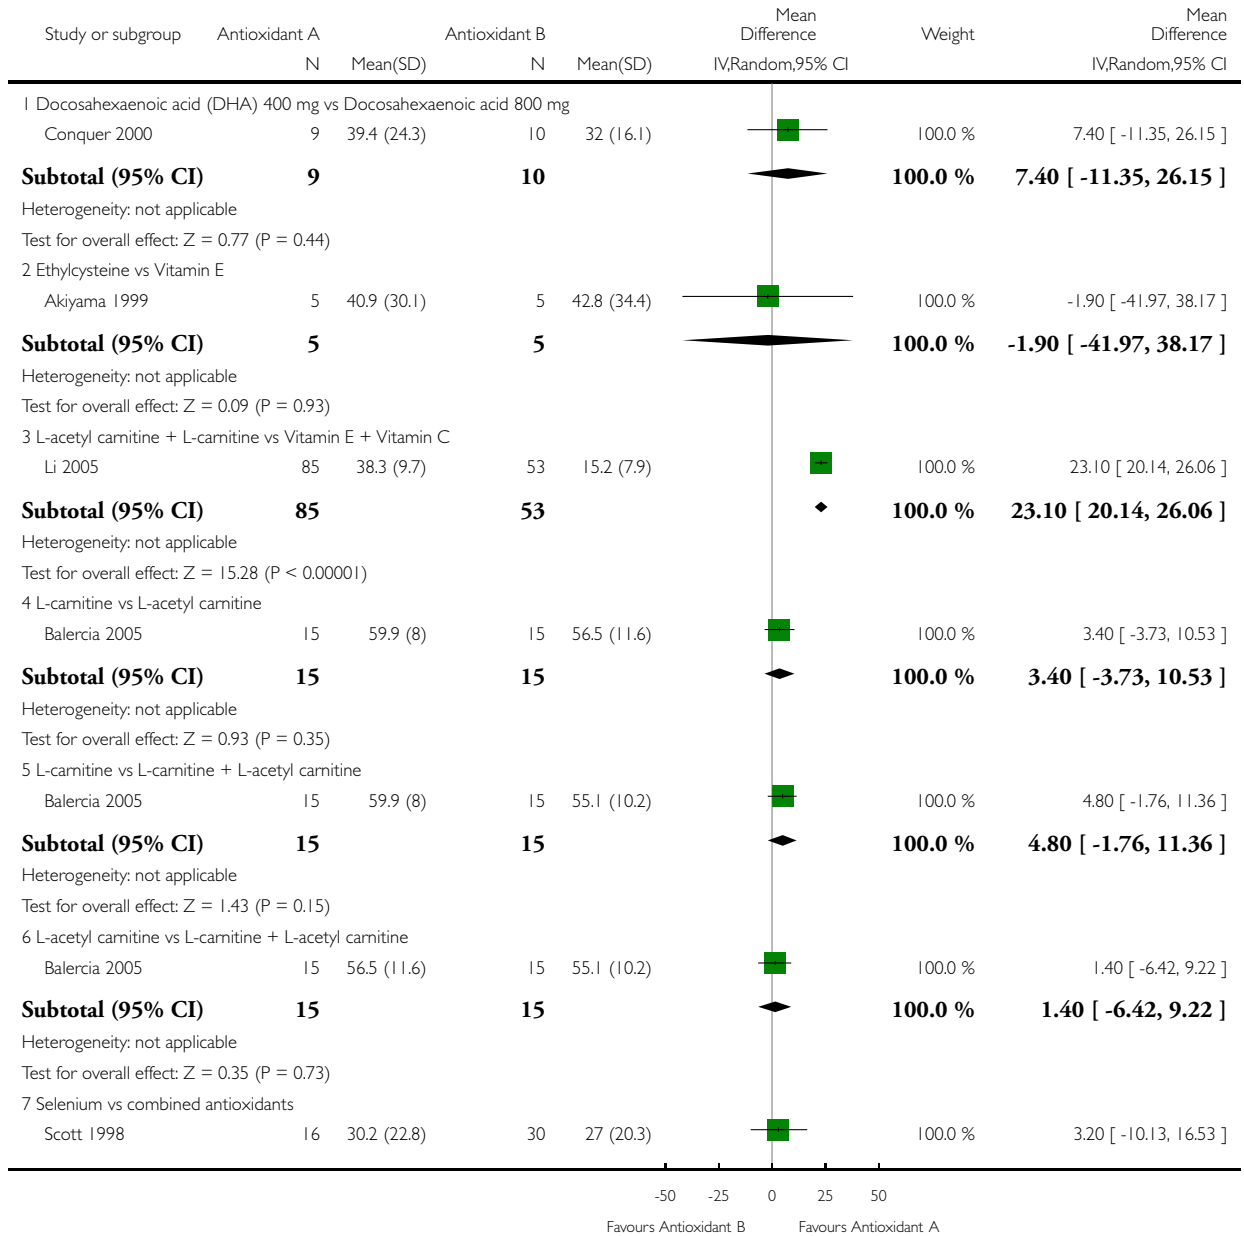 Study or subgroup Antioxidant A Antioxidant B Mean Difference Weight Mean Difference
N Mean(SD) N Mean(SD) IV,Random,95% CI IV,Random,95% CI
1 Docosahexaenoic acid (DHA) 400 mg vs Docosahexaenoic acid 800 mg
Conquer 2000 9 39.4 (24.3) 10 32 (16.1) 100.0 % 7.40 [ -11.35, 26.15 ]
Subtotal (95% CI) 9 10 100.0 % 7.40 [ -11.35, 26.15 ]
Heterogeneity: not applicable
Test for overall effect: Z = 0.77 (P = 0.44)
2 Ethylcysteine vs Vitamin E
Akiyama 1999 5 40.9 (30.1) 5 42.8 (34.4) 100.0 % -1.90 [ -41.97, 38.17 ]
Subtotal (95% CI) 5 5 100.0 % -1.90 [ -41.97, 38.17 ]
Heterogeneity: not applicable
Test for overall effect: Z = 0.09 (P = 0.93)
3 L-acetyl carnitine + L-carnitine vs Vitamin E + Vitamin C
Li 2005 85 38.3 (9.7) 53 15.2 (7.9) 100.0 % 23.10 [ 20.14, 26.06 ]
Subtotal (95% CI) 85 53 100.0 % 23.10 [ 20.14, 26.06 ]
Heterogeneity: not applicable
Test for overall effect: Z = 15.28 (P < 0.00001)
4 L-carnitine vs L-acetyl carnitine
Balercia 2005 15 59.9 (8) 15 56.5 (11.6) 100.0 % 3.40 [ -3.73, 10.53 ]
Subtotal (95% CI) 15 15 100.0 % 3.40 [ -3.73, 10.53 ]
Heterogeneity: not applicable
Test for overall effect: Z = 0.93 (P = 0.35)
5 L-carnitine vs L-carnitine + L-acetyl carnitine
Balercia 2005 15 59.9 (8) 15 55.1 (10.2) 100.0 % 4.80 [ -1.76, 11.36 ]
Subtotal (95% CI) 15 15 100.0 % 4.80 [ -1.76, 11.36 ]
Heterogeneity: not applicable
Test for overall effect: Z = 1.43 (P = 0.15)
6 L-acetyl carnitine vs L-carnitine + L-acetyl carnitine
Balercia 2005 15 56.5 (11.6) 15 55.1 (10.2) 100.0 % 1.40 [ -6.42, 9.22 ]
Subtotal (95% CI) 15 15 100.0 % 1.40 [ -6.42, 9.22 ]
Heterogeneity: not applicable
Test for overall effect: Z = 0.35 (P = 0.73)
7 Selenium vs combined antioxidants
Scott 1998 16 30.2 (22.8) 30 27 (20.3) 100.0 % 3.20 [ -10.13, 16.53 ]
-50 -25 0 25 50
Favours Antioxidant B Favours Antioxidant A